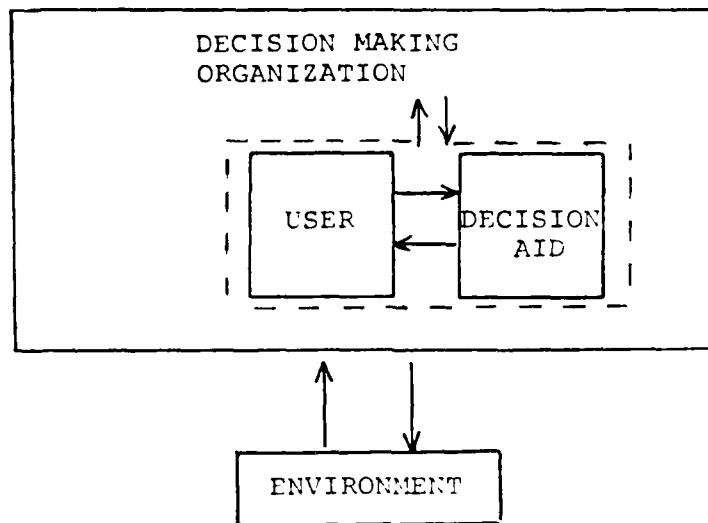 DECISION MAKING
ORGANIZATION
USER
DECISION
AID
ENVIRONMENT